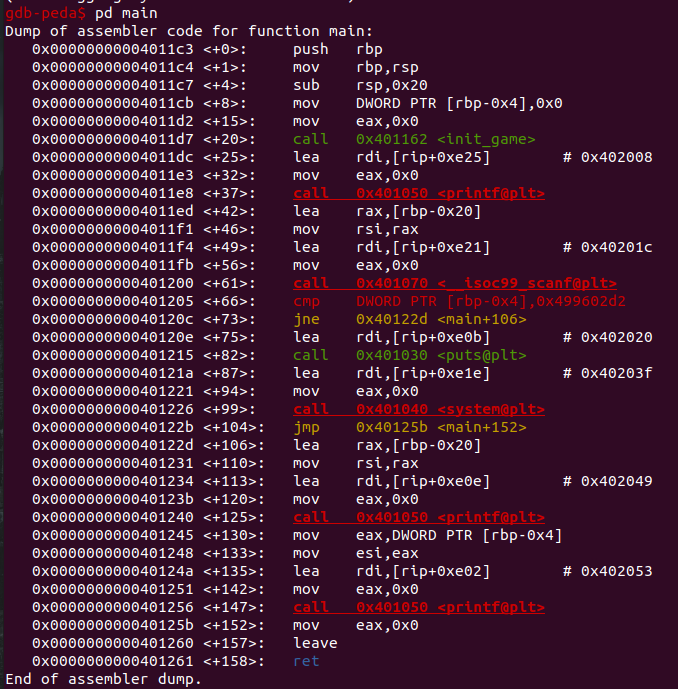 gdb-peda$ pd main
Dump of assembler code for function main:
   0x00000000004011c3 <+0>:     push   rbp
   0x00000000004011c4 <+1>:     mov    rbp,rsp
   0x00000000004011c7 <+4>:     sub    rsp,0x20
   0x00000000004011cb <+8>:     mov    DWORD PTR [rbp-0x4],0x0
   0x00000000004011d2 <+15>:    mov    eax,0x0
   0x00000000004011d7 <+20>:    call   0x401162 <init_game>
   0x00000000004011dc <+25>:    lea    rdi,[rip+0xe25]        # 0x402008
   0x00000000004011e3 <+32>:    mov    eax,0x0
   0x00000000004011e8 <+37>:    call   0x401050 <printf@plt>
   0x00000000004011ed <+42>:    lea    rax,[rbp-0x20]
   0x00000000004011f1 <+46>:    mov    rsi,rax
   0x00000000004011f4 <+49>:    lea    rdi,[rip+0xe21]        # 0x40201c
   0x00000000004011fb <+56>:    mov    eax,0x0
   0x0000000000401200 <+61>:    call   0x401070 <__isoc99_scanf@plt>
   0x0000000000401205 <+66>:    cmp    DWORD PTR [rbp-0x4],0x499602d2
   0x000000000040120c <+73>:    jne    0x40122d <main+106>
   0x000000000040120e <+75>:    lea    rdi,[rip+0xe0b]        # 0x402020
   0x0000000000401215 <+82>:    call   0x401030 <puts@plt>
   0x000000000040121a <+87>:    lea    rdi,[rip+0xe1e]        # 0x40203f
   0x0000000000401221 <+94>:    mov    eax,0x0
   0x0000000000401226 <+99>:    call   0x401040 <system@plt>
   0x000000000040122b <+104>:   jmp    0x40125b <main+152>
   0x000000000040122d <+106>:   lea    rax,[rbp-0x20]
   0x0000000000401231 <+110>:   mov    rsi,rax
   0x0000000000401234 <+113>:   lea    rdi,[rip+0xe0e]        # 0x402049
   0x000000000040123b <+120>:   mov    eax,0x0
   0x0000000000401240 <+125>:   call   0x401050 <printf@plt>
   0x0000000000401245 <+130>:   mov    eax,DWORD PTR [rbp-0x4]
   0x0000000000401248 <+133>:   mov    esi,eax
   0x000000000040124a <+135>:   lea    rdi,[rip+0xe02]        # 0x402053
   0x0000000000401251 <+142>:   mov    eax,0x0
   0x0000000000401256 <+147>:   call   0x401050 <printf@plt>
   0x000000000040125b <+152>:   mov    eax,0x0
   0x0000000000401260 <+157>:   leave
   0x0000000000401261 <+158>:   ret
End of assembler dump.